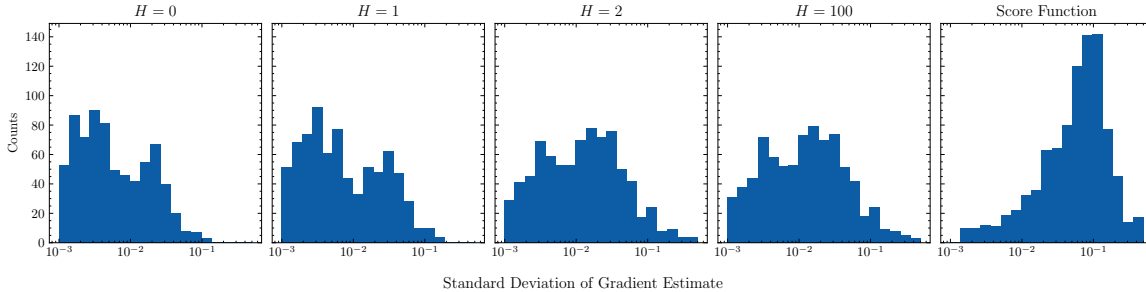 H = 0
H = 1
H = 2
H = 100
Score Function
Counts
140
120
100
80
60
40
20
0
10⁻³ 10⁻² 10⁻¹
10⁻³ 10⁻² 10⁻¹
10⁻³ 10⁻² 10⁻¹
10⁻³ 10⁻² 10⁻¹
10⁻³ 10⁻² 10⁻¹
Standard Deviation of Gradient Estimate